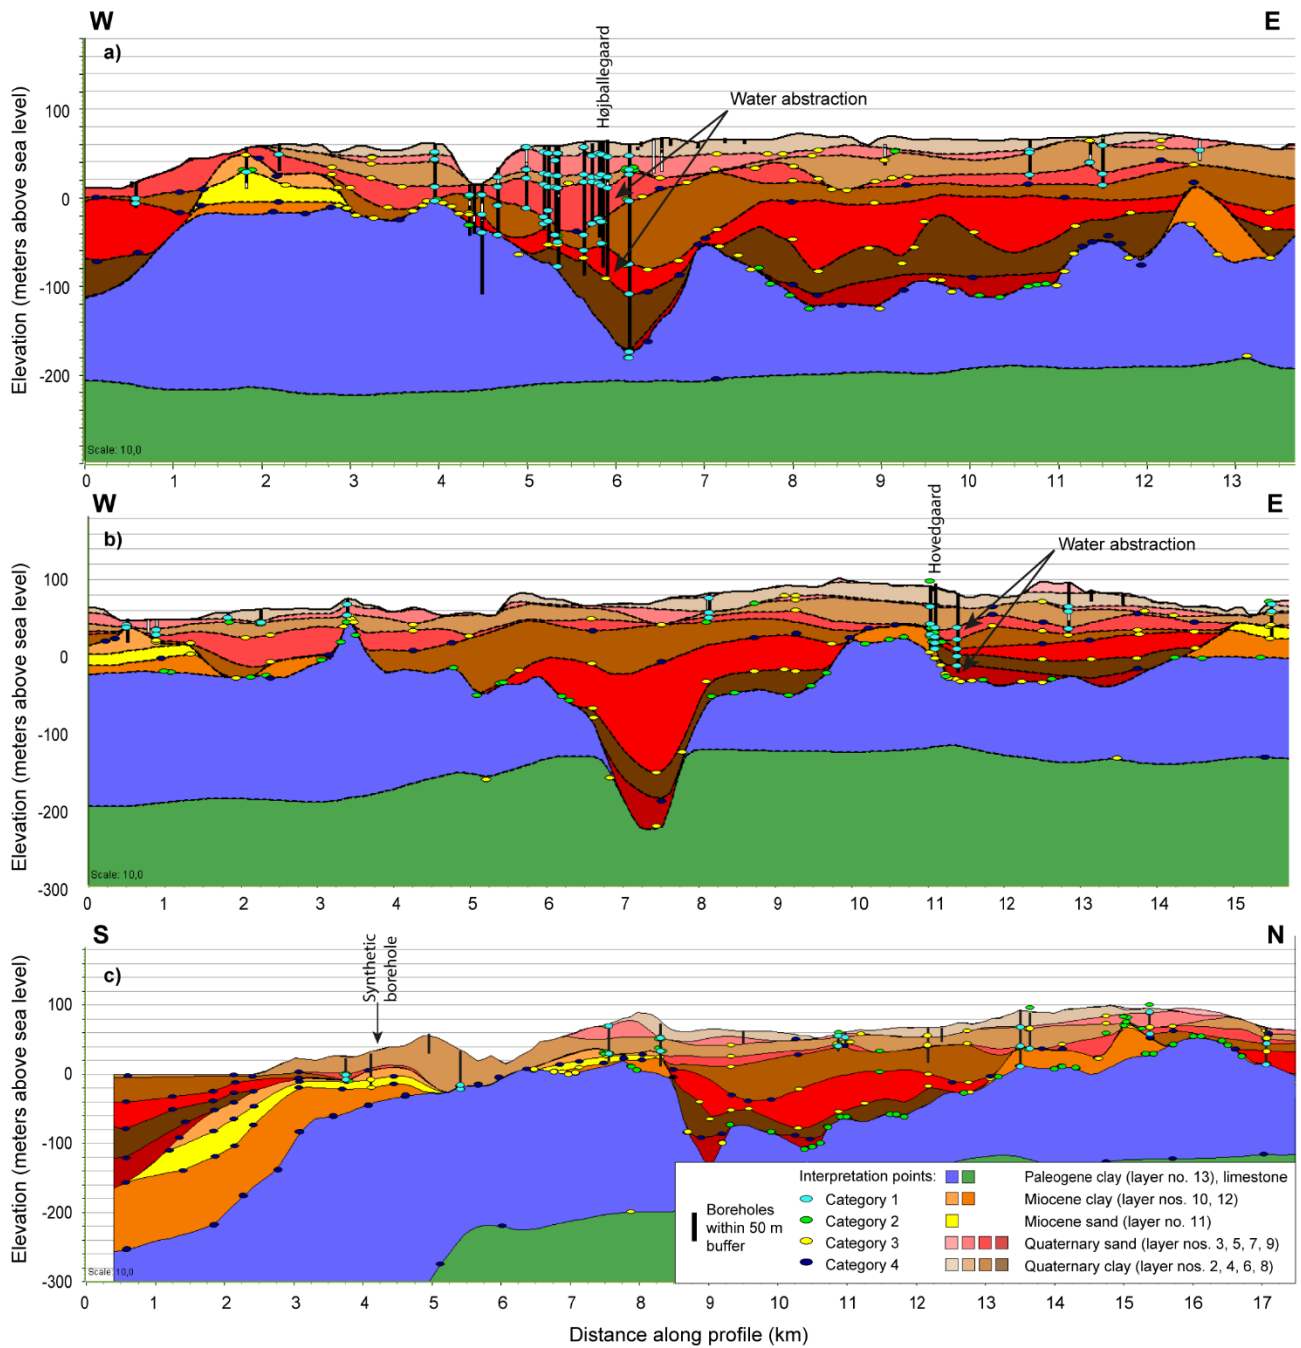 W
E
a)
Højballegaard
Water abstraction
Elevation (meters above sea level)
100
0
-100
-200
Scale: 10,0
0 1 2 3 4 5 6 7 8 9 10 11 12 13
W
E
b)
Hovedgaard
Water abstraction
Elevation (meters above sea level)
100
0
-100
-200
-300
Scale: 10,0
0 1 2 3 4 5 6 7 8 9 10 11 12 13 14 15
S
N
c)
Synthetic
borehole
Elevation (meters above sea level)
100
0
-100
-200
-300
Scale: 10,0
Boreholes
within 50 m
buffer
Interpretation points:
Category 1
Category 2
Category 3
Category 4
Paleogene clay (layer no. 13), limestone
Miocene clay (layer nos. 10, 12)
Miocene sand (layer no. 11)
Quaternary sand (layer nos. 3, 5, 7, 9)
Quaternary clay (layer nos. 2, 4, 6, 8)
0 1 2 3 4 5 6 7 8 9 10 11 12 13 14 15 16 17
Distance along profile (km)